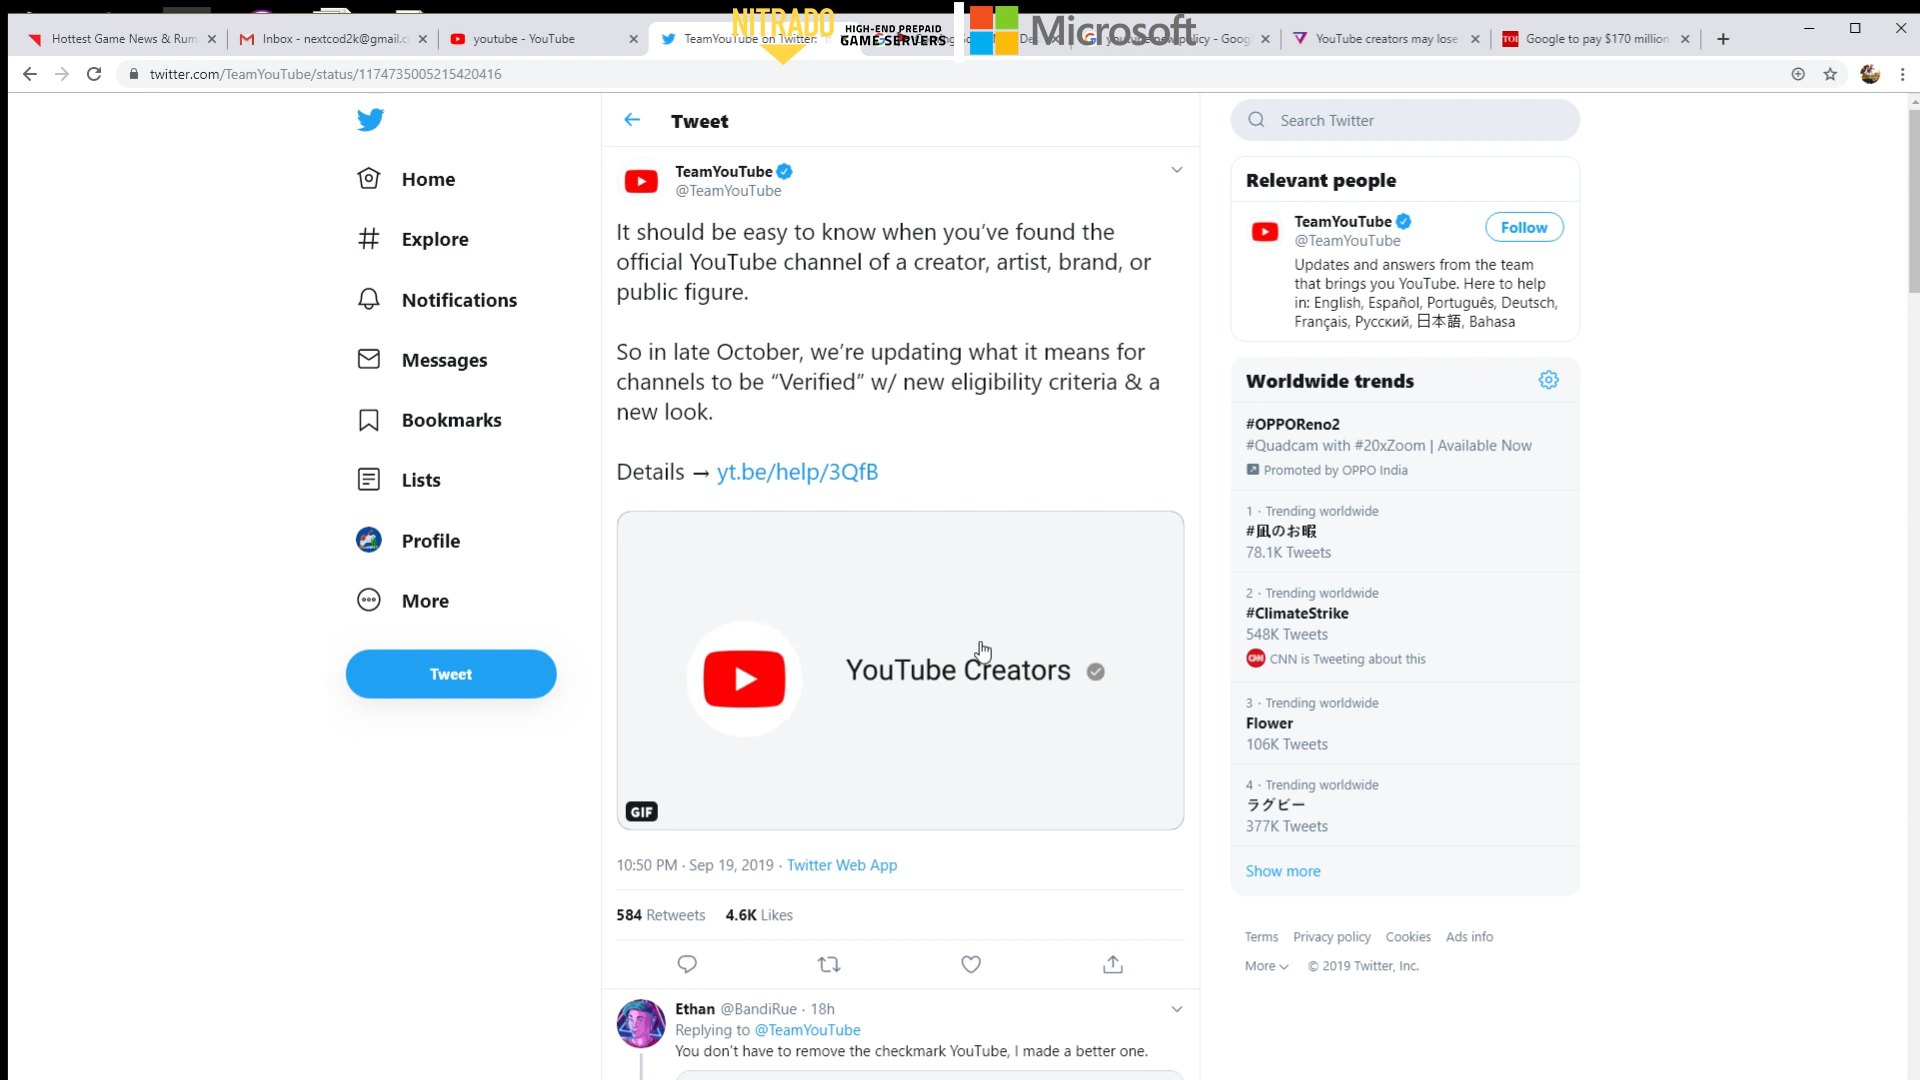 NITRADO
HIGH-END PREPAID
GAME SERVERS
Microsoft
Hottest Game News & Rum
Inbox - nextcod2k@gmail.c
youtube - YouTube
TeamYouTube on Twitter:
Google
YouTube creators may lose
Google to pay $170 million
twitter.com/TeamYouTube/status/1174735005215420416
Home
Explore
Notifications
Messages
Bookmarks
Lists
Profile
More
Tweet
Tweet
TeamYouTube
@TeamYouTube
It should be easy to know when you've found the
official YouTube channel of a creator, artist, brand, or
public figure.
So in late October, we're updating what it means for
channels to be “Verified” w/ new eligibility criteria & a
new look.
Details → yt.be/help/3QfB
YouTube Creators
GIF
10:50 PM · Sep 19, 2019 · Twitter Web App
584 Retweets 4.6K Likes
Ethan @BandiRue · 18h
Replying to @TeamYouTube
You don't have to remove the checkmark YouTube, I made a better one.
Search Twitter
Relevant people
TeamYouTube
@TeamYouTube
Follow
Updates and answers from the team
that brings you YouTube. Here to help
in: English, Español, Português, Deutsch,
Français, Русский, 日本語, Bahasa
Worldwide trends
#OPPOReno2
#Quadcam with #20xZoom | Available Now
Promoted by OPPO India
1 · Trending worldwide
#凪のお暇
78.1K Tweets
2 · Trending worldwide
#ClimateStrike
548K Tweets
CNN is Tweeting about this
3 · Trending worldwide
Flower
106K Tweets
4 · Trending worldwide
ラグビー
377K Tweets
Show more
Terms Privacy policy Cookies Ads info
More © 2019 Twitter, Inc.